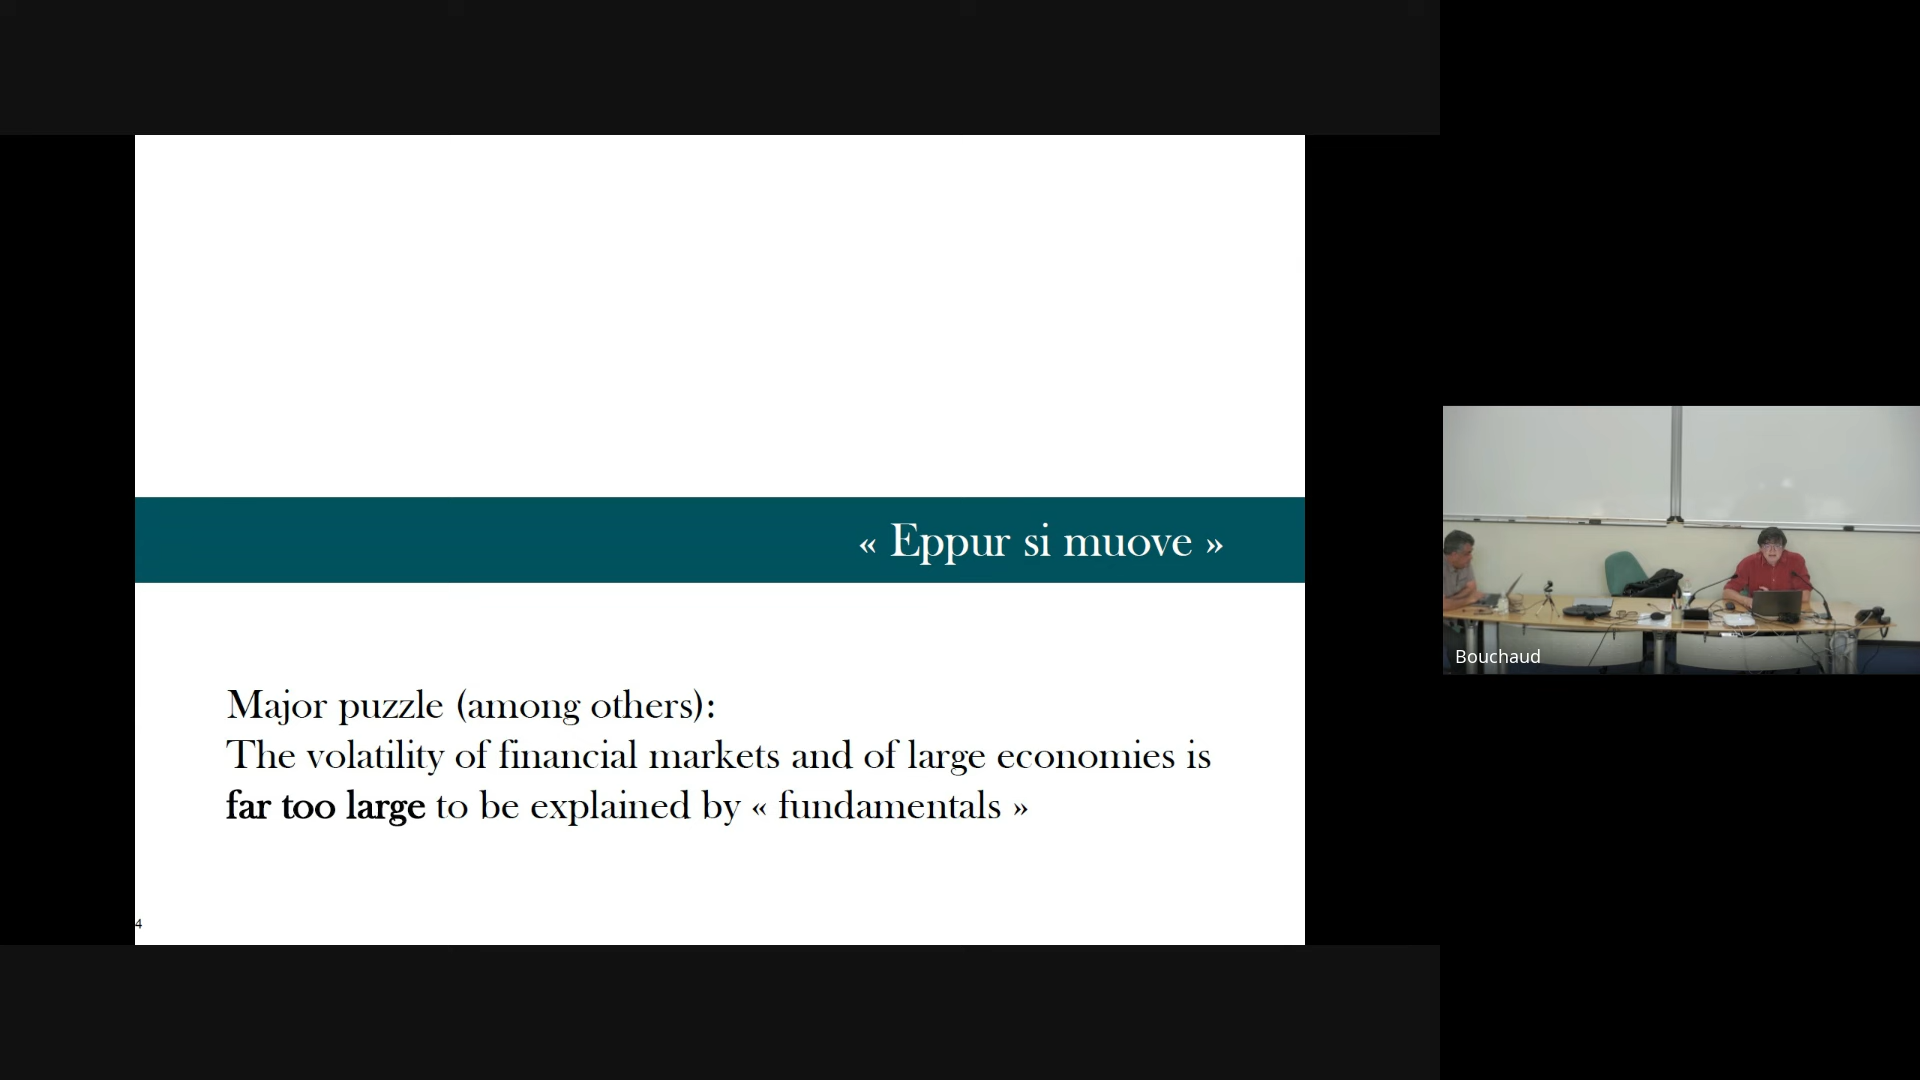 « Eppur si muove »
Major puzzle (among others):
The volatility of financial markets and of large economies is
far too large to be explained by « fundamentals »
4
Bouchaud